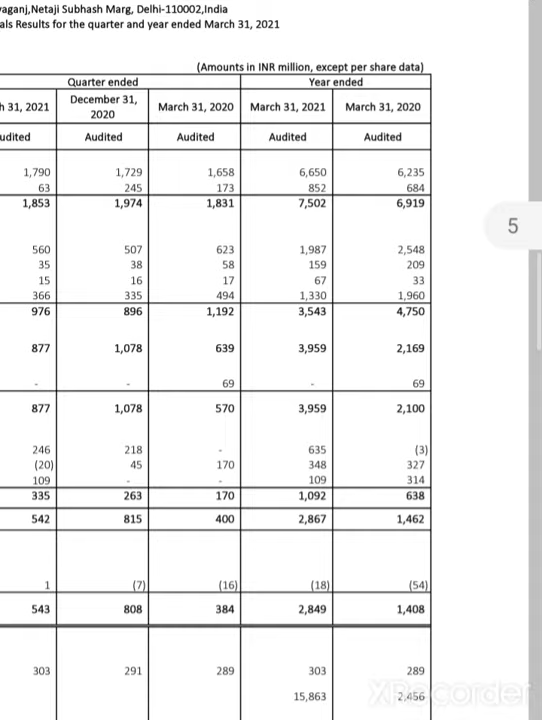 yaganj,Netaji Subhash Marg, Delhi-110002,India
als Results for the quarter and year ended March 31, 2021
(Amounts in INR million, except per share data)
Quarter ended Year ended
h 31, 2021 December 31, 2020 March 31, 2020 March 31, 2021 March 31, 2020
udited Audited Audited Audited Audited
1,790 1,729 1,658 6,650 6,235
63 245 173 852 684
1,853 1,974 1,831 7,502 6,919
5
560 507 623 1,987 2,548
35 38 58 159 209
15 16 17 67 33
366 335 494 1,330 1,960
976 896 1,192 3,543 4,750
877 1,078 639 3,959 2,169
- - 69 - 69
877 1,078 570 3,959 2,100
246 218 - 635 (3)
(20) 45 170 348 327
109 - - 109 314
335 263 170 1,092 638
542 815 400 2,867 1,462
1 (7) (16) (18) (54)
543 808 384 2,849 1,408
303 291 289 303 289
15,863 2,456
XRecorder